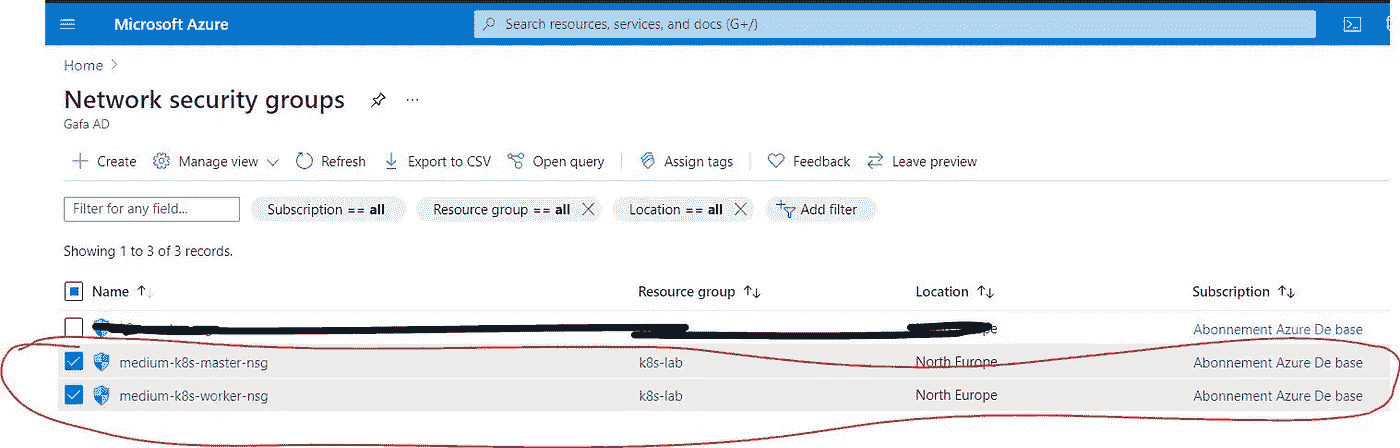 Microsoft Azure
Search resources, services, and docs (G+/)
Home
Network security groups
Gafa AD
Create Manage view Refresh Export to CSV Open query Assign tags Feedback Leave preview
Filter for any field... Subscription == all Resource group == all Location == all Add filter
Showing 1 to 3 of 3 records.
Name Resource group Location Subscription
Abonnement Azure De base
medium-k8s-master-nsg k8s-lab North Europe Abonnement Azure De base
medium-k8s-worker-nsg k8s-lab North Europe Abonnement Azure De base